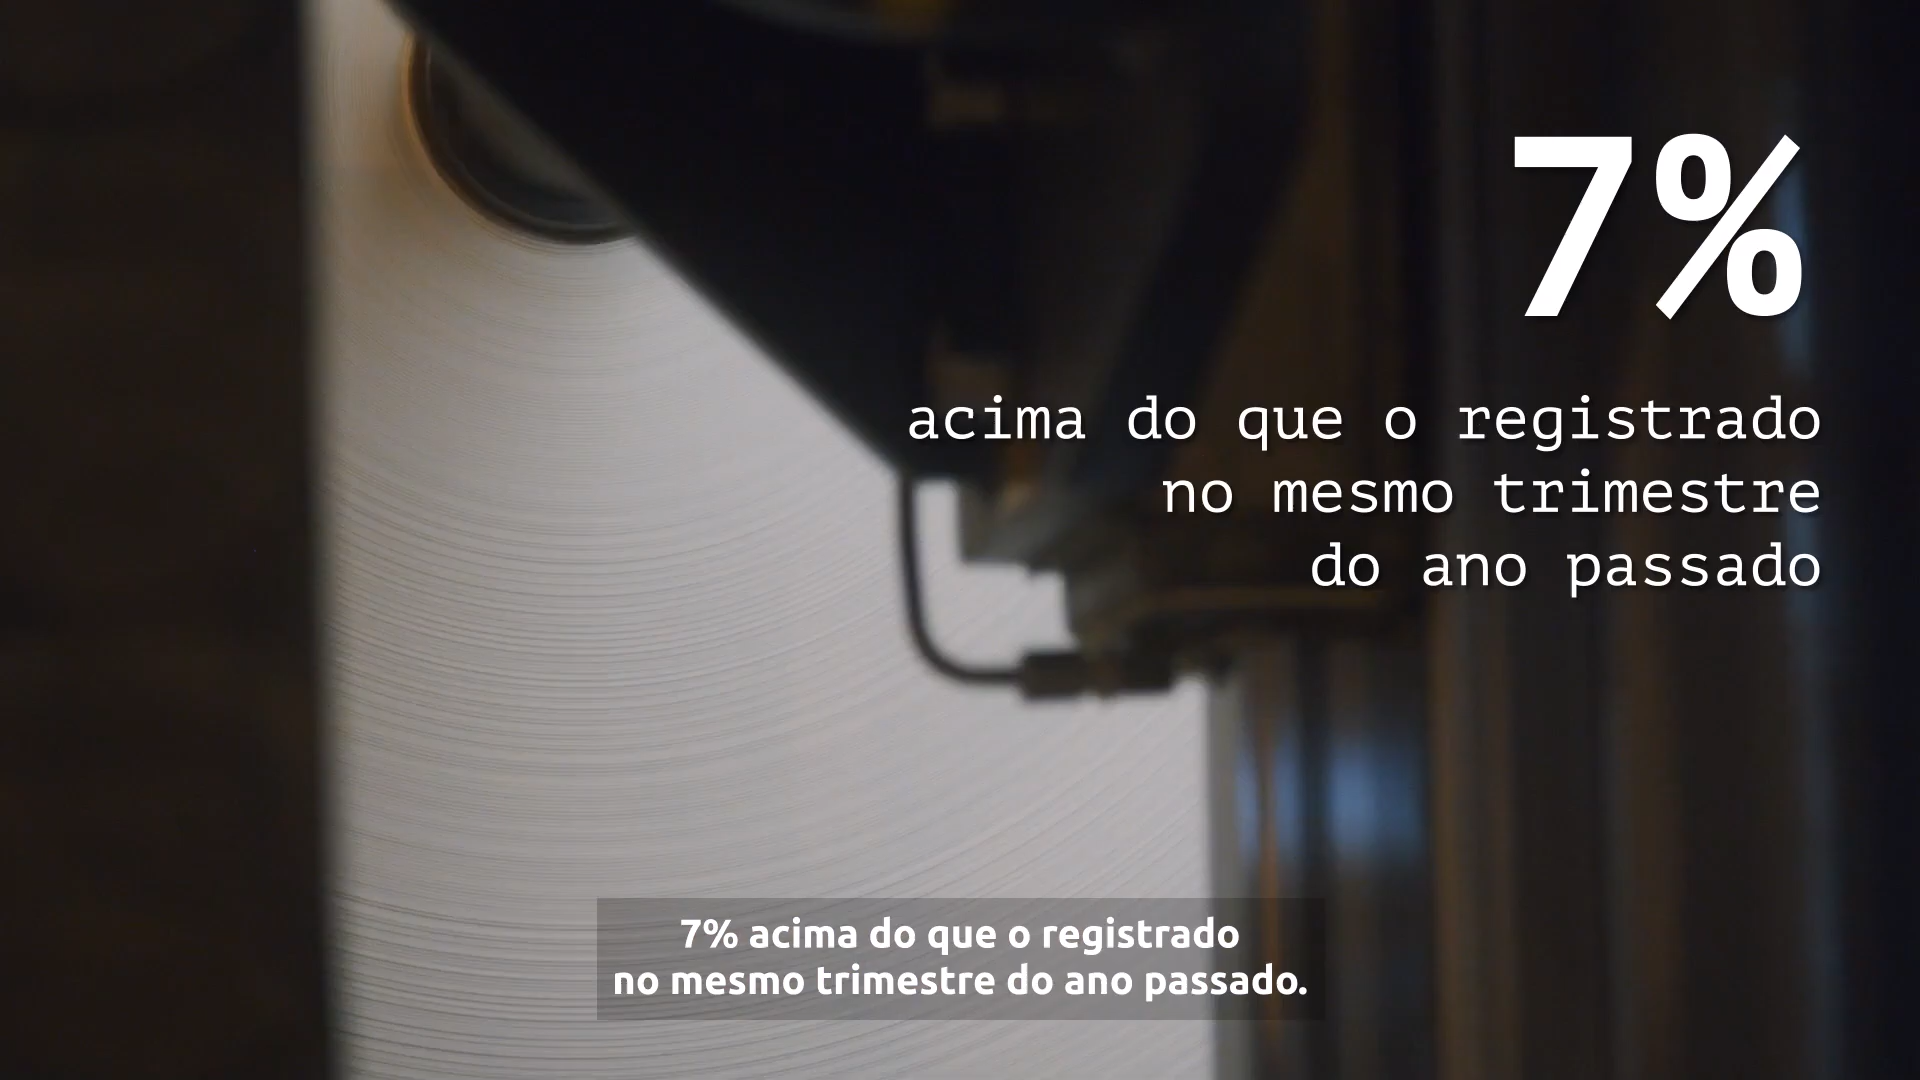 7%
acima do que o registrado
no mesmo trimestre
do ano passado
7% acima do que o registrado
no mesmo trimestre do ano passado.